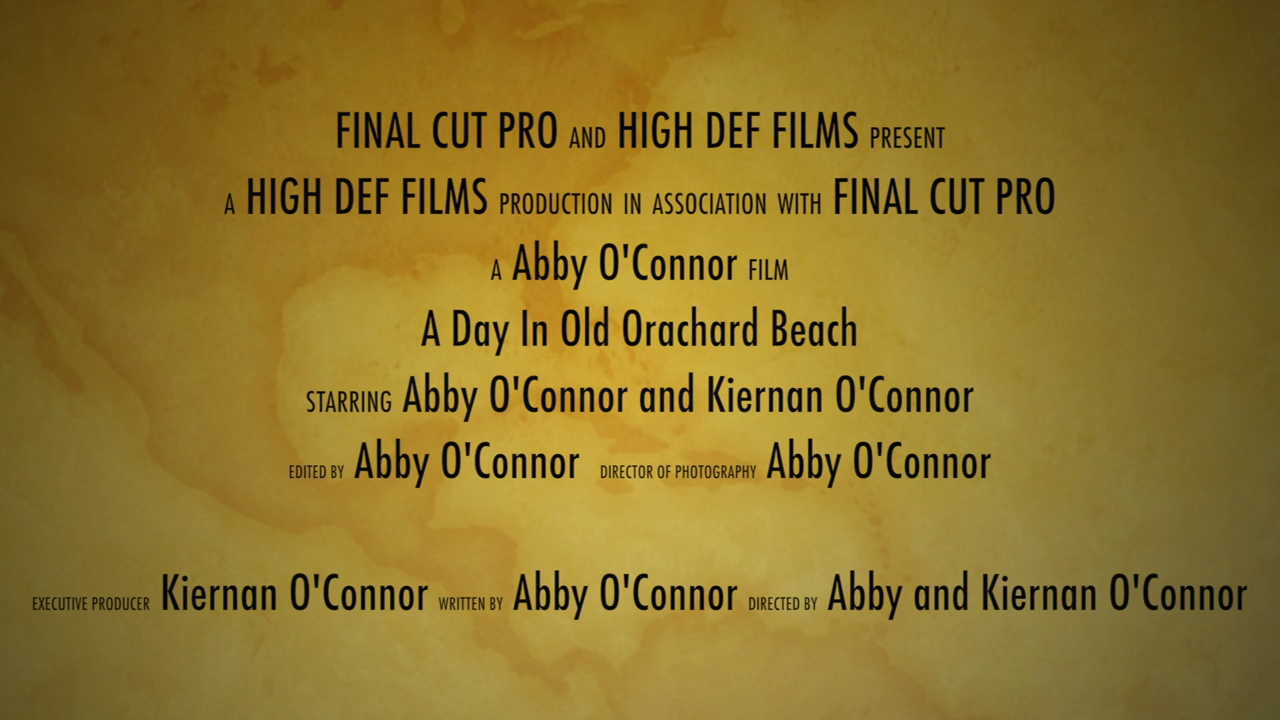 FINAL CUT PRO AND HIGH DEF FILMS PRESENT
A HIGH DEF FILMS PRODUCTION IN ASSOCIATION WITH FINAL CUT PRO
A Abby O'Connor FILM
A Day In Old Orachard Beach
STARRING Abby O'Connor and Kiernan O'Connor
EDITED BY Abby O'Connor DIRECTOR OF PHOTOGRAPHY Abby O'Connor
EXECUTIVE PRODUCER Kiernan O'Connor WRITTEN BY Abby O'Connor DIRECTED BY Abby and Kiernan O'Connor